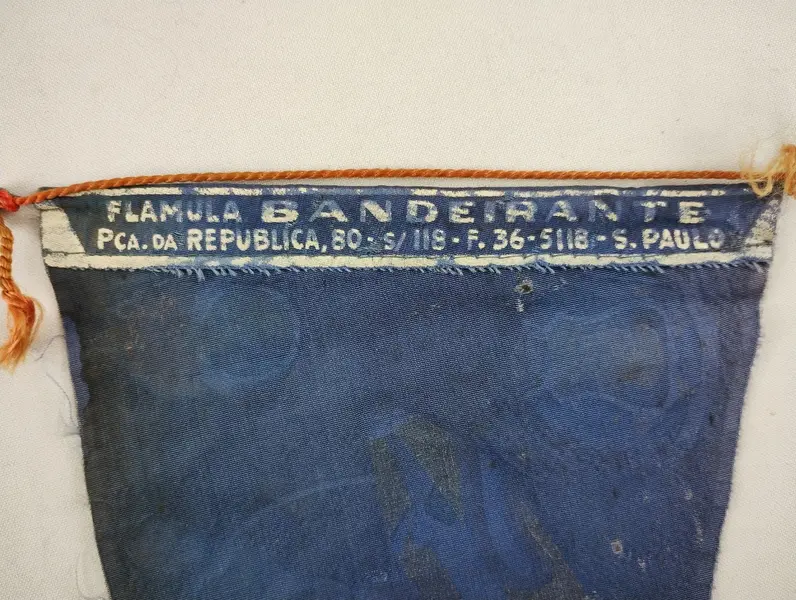 FLAMULA BANDEIRANTE
PCA. DA REPUBLICA, 80 - S/ 118 - F. 36-5118 - S. PAULO